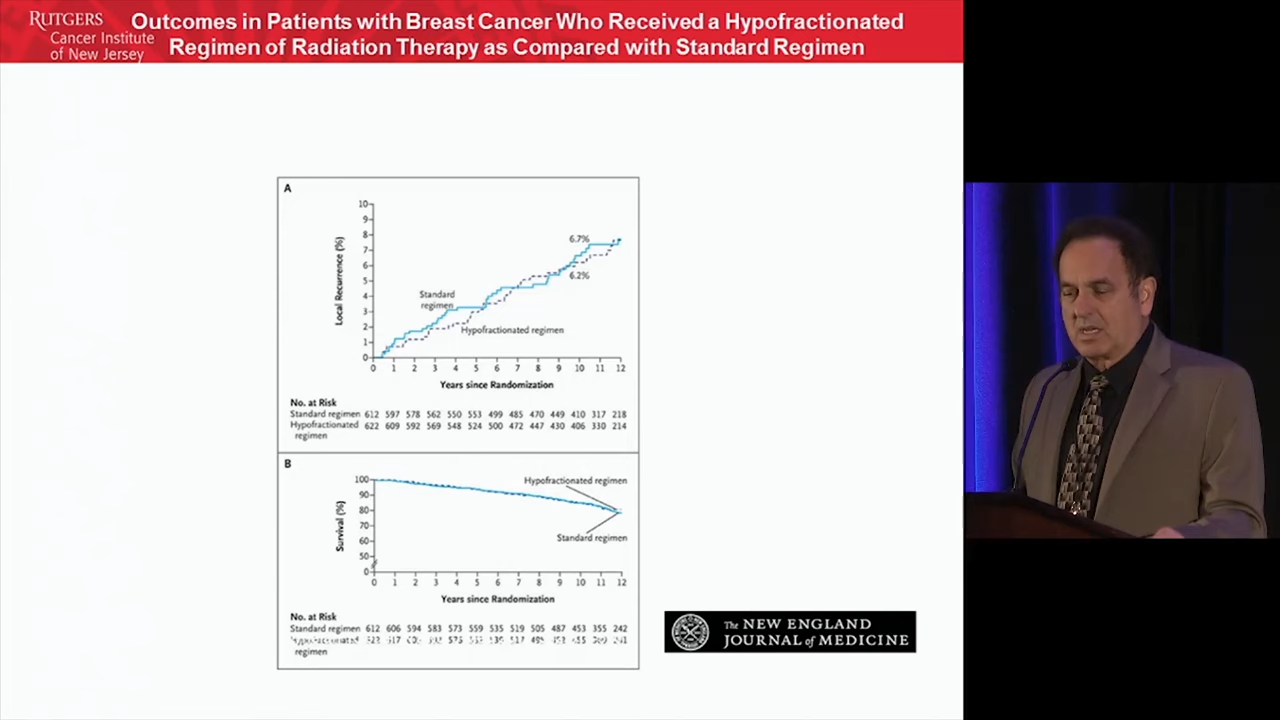 RUTGERS
Cancer Institute
of New Jersey
Outcomes in Patients with Breast Cancer Who Received a Hypofractionated
Regimen of Radiation Therapy as Compared with Standard Regimen
A
Local Recurrence (%)
10
9
8
7
6
5
4
3
2
1
0
6.7%
6.2%
Standard
regimen
Hypofractionated regimen
0 1 2 3 4 5 6 7 8 9 10 11 12
Years since Randomization
No. at Risk
Standard regimen 612 597 578 562 550 553 499 485 470 449 410 317 218
Hypofractionated 622 609 592 569 548 524 500 472 447 430 406 330 214
regimen
B
Survival (%)
100
90
80
70
60
50
0
Hypofractionated regimen
Standard regimen
0 1 2 3 4 5 6 7 8 9 10 11 12
Years since Randomization
No. at Risk
Standard regimen 612 606 594 583 573 559 535 519 505 487 453 355 242
Hypofractionated
regimen
The NEW ENGLAND
JOURNAL of MEDICINE